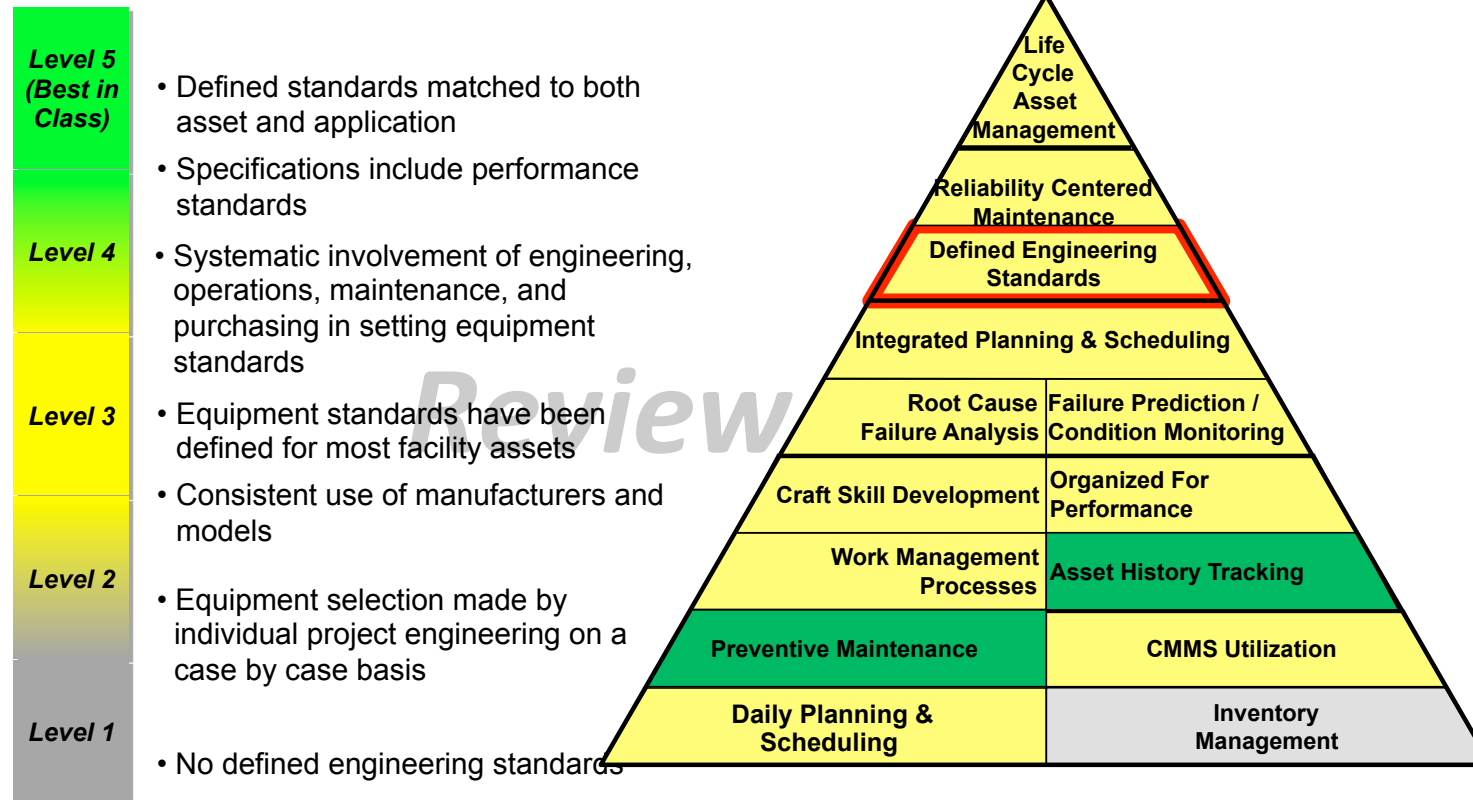 Level 5
(Best in
Class)
Level 4
Level 3
Level 2
Level 1
• Defined standards matched to both
asset and application
• Specifications include performance
standards
• Systematic involvement of engineering,
operations, maintenance, and
purchasing in setting equipment
standards
• Equipment standards have been
defined for most facility assets
• Consistent use of manufacturers and
models
• Equipment selection made by
individual project engineering on a
case by case basis
• No defined engineering standards
Review
Life
Cycle
Asset
Management
Reliability Centered
Maintenance
Defined Engineering
Standards
Integrated Planning & Scheduling
Root Cause
Failure Analysis
Failure Prediction /
Condition Monitoring
Craft Skill Development
Organized For
Performance
Work Management
Processes
Asset History Tracking
Preventive Maintenance
CMMS Utilization
Daily Planning &
Scheduling
Inventory
Management